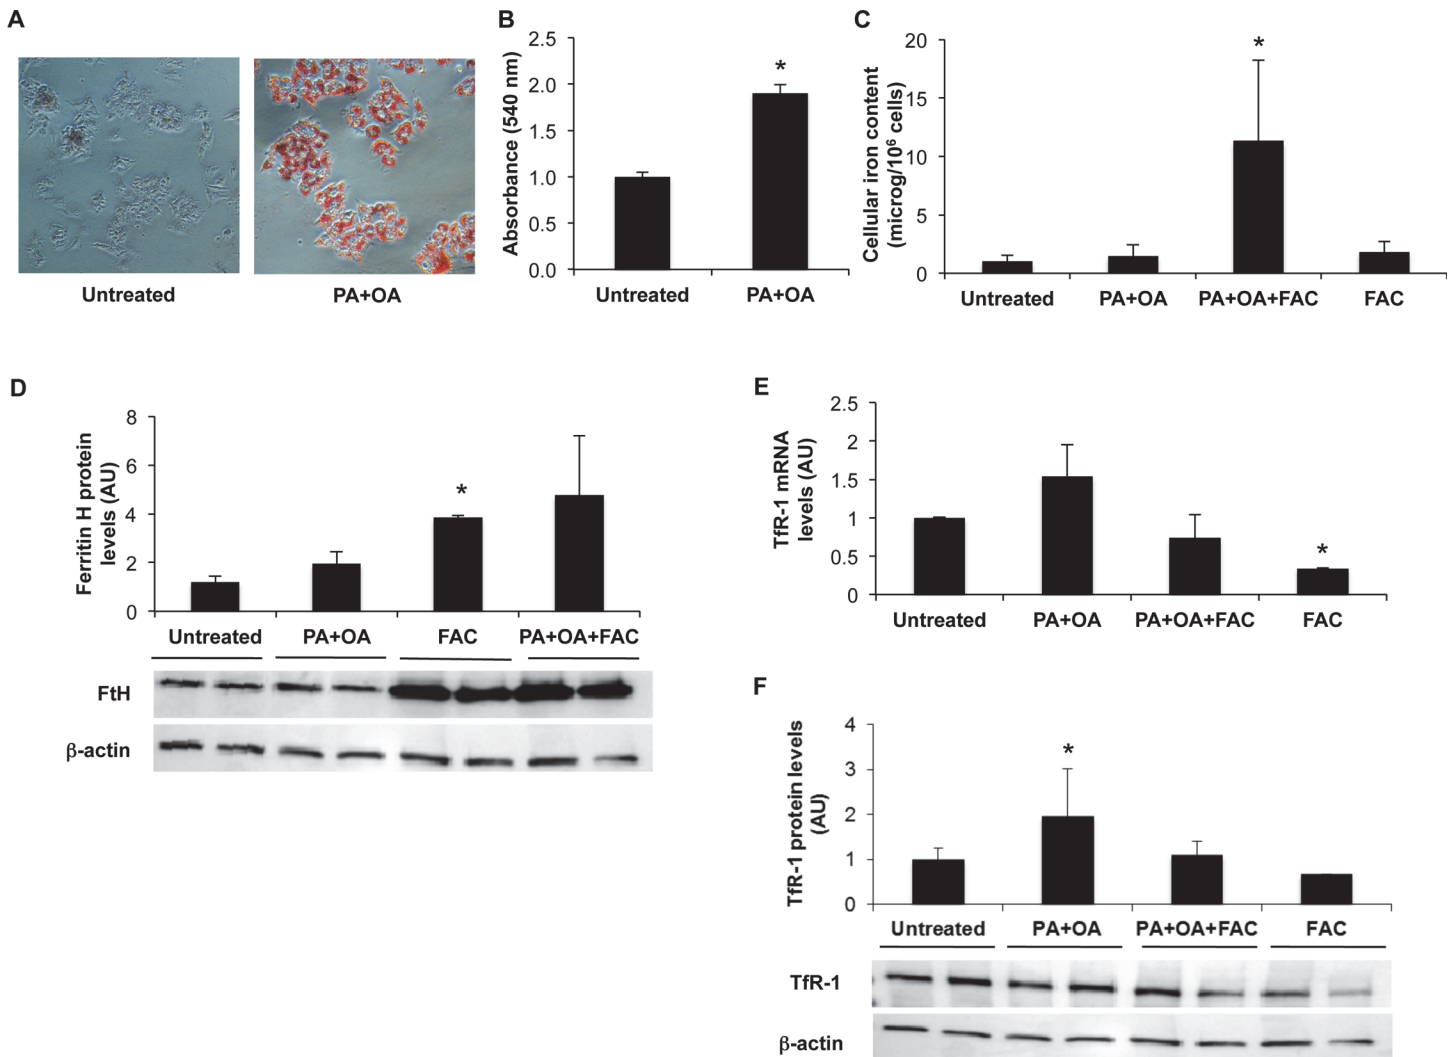 A
Untreated
PA+OA
B
Absorbance (540 nm)
2.5
2.0
1.5
1.0
0.5
0.0
*
Untreated
PA+OA
C
Cellular iron content
(microg/10⁶ cells)
20
15
10
5
0
*
Untreated
PA+OA
PA+OA+FAC
FAC
D
Ferritin H protein
levels (AU)
8
6
4
2
0
*
Untreated
PA+OA
FAC
PA+OA+FAC
FtH
β-actin
E
TfR-1 mRNA
levels (AU)
2.5
2
1.5
1
0.5
0
*
Untreated
PA+OA
PA+OA+FAC
FAC
F
TfR-1 protein levels
(AU)
4
3
2
1
0
*
Untreated
PA+OA
PA+OA+FAC
FAC
TfR-1
β-actin